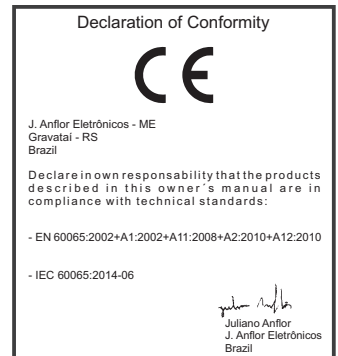 Declaration of Conformity
CE
J. Anflor Eletrônicos - ME
Gravataí - RS
Brazil
Declare in own responsability that the products
described in this owner´s manual are in
compliance with technical standards:
- EN 60065:2002+A1:2002+A11:2008+A2:2010+A12:2010
- IEC 60065:2014-06
Juliano Anflor
J. Anflor Eletrônicos
Brazil